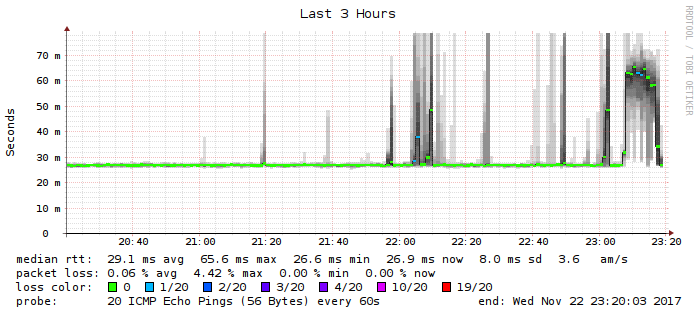 Last 3 Hours
RRDTOOL / TOBI OETIKER
Seconds
70 m
60 m
50 m
40 m
30 m
20 m
10 m
0
20:40 21:00 21:20 21:40 22:00 22:20 22:40 23:00 23:20
median rtt: 29.1 ms avg 65.6 ms max 26.6 ms min 26.9 ms now 8.0 ms sd 3.6 am/s
packet loss: 0.06 % avg 4.42 % max 0.00 % min 0.00 % now
loss color: 0 1/20 2/20 3/20 4/20 10/20 19/20
probe: 20 ICMP Echo Pings (56 Bytes) every 60s end: Wed Nov 22 23:20:03 2017